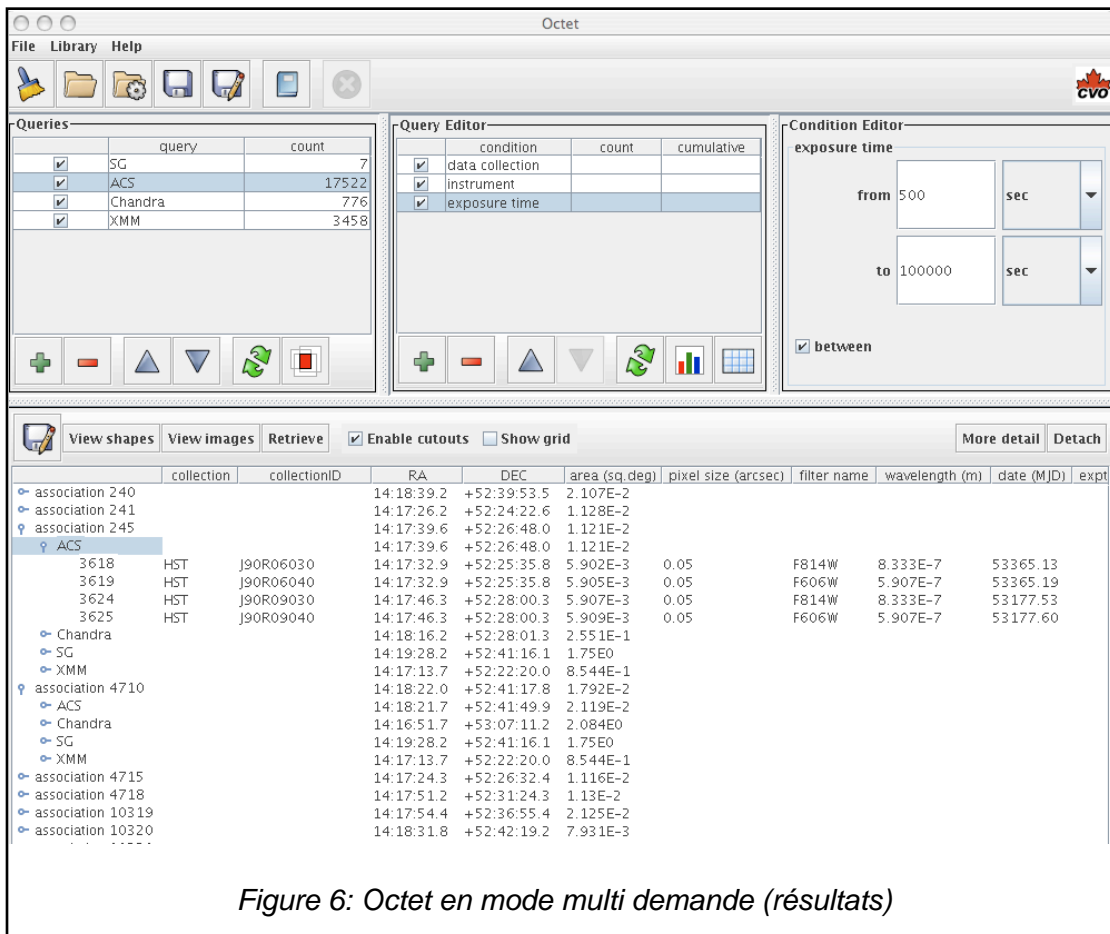 Octet
File Library Help
CVO
Queries
query count
SG 7
ACS 17522
Chandra 776
XMM 3458
Query Editor
condition count cumulative
data collection
instrument
exposure time
Condition Editor
exposure time
from 500 sec
to 100000 sec
between
View shapes View images Retrieve Enable cutouts Show grid More detail Detach
collection collectionID RA DEC area (sq.deg) pixel size (arcsec) filter name wavelength (m) date (MJD) expt
association 240 14:18:39.2 +52:39:53.5 2.107E-2
association 241 14:17:26.2 +52:24:22.6 1.128E-2
association 245 14:17:39.6 +52:26:48.0 1.121E-2
ACS 14:17:39.6 +52:26:48.0 1.121E-2
3618 HST J90R06030 14:17:32.9 +52:25:35.8 5.902E-3 0.05 F814W 8.333E-7 53365.13
3619 HST J90R06040 14:17:32.9 +52:25:35.8 5.905E-3 0.05 F606W 5.907E-7 53365.19
3624 HST J90R09030 14:17:46.3 +52:28:00.3 5.907E-3 0.05 F814W 8.333E-7 53177.53
3625 HST J90R09040 14:17:46.3 +52:28:00.3 5.909E-3 0.05 F606W 5.907E-7 53177.60
Chandra 14:18:16.2 +52:28:01.3 2.551E-1
SG 14:19:28.2 +52:41:16.1 1.75E0
XMM 14:17:13.7 +52:22:20.0 8.544E-1
association 4710 14:18:22.0 +52:41:17.8 1.792E-2
ACS 14:18:21.7 +52:41:49.9 2.119E-2
Chandra 14:16:51.7 +53:07:11.2 2.084E0
SG 14:19:28.2 +52:41:16.1 1.75E0
XMM 14:17:13.7 +52:22:20.0 8.544E-1
association 4715 14:17:24.3 +52:26:32.4 1.116E-2
association 4718 14:17:51.2 +52:31:24.3 1.13E-2
association 10319 14:17:54.4 +52:36:55.4 2.125E-2
association 10320 14:18:31.8 +52:42:19.2 7.931E-3
Figure 6: Octet en mode multi demande (résultats)